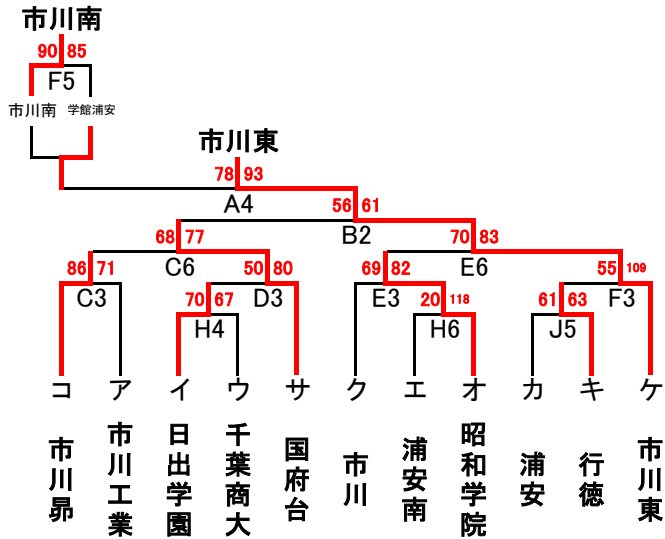 市川南
90 85
F5
市川南 学館浦安
市川東
78 93
A4
56 61
B2
68 77
70 83
C6
E6
86 71
50 80
69 82
55 109
C3
D3
E3
F3
70 67
20 118
61 63
H4
H6
J5
コ ア イ ウ サ ク エ オ カ キ ケ
市川昴
市川工業
日出学園
千葉商大
国府台
市川
浦安南
昭和学院
浦安
行徳
市川東